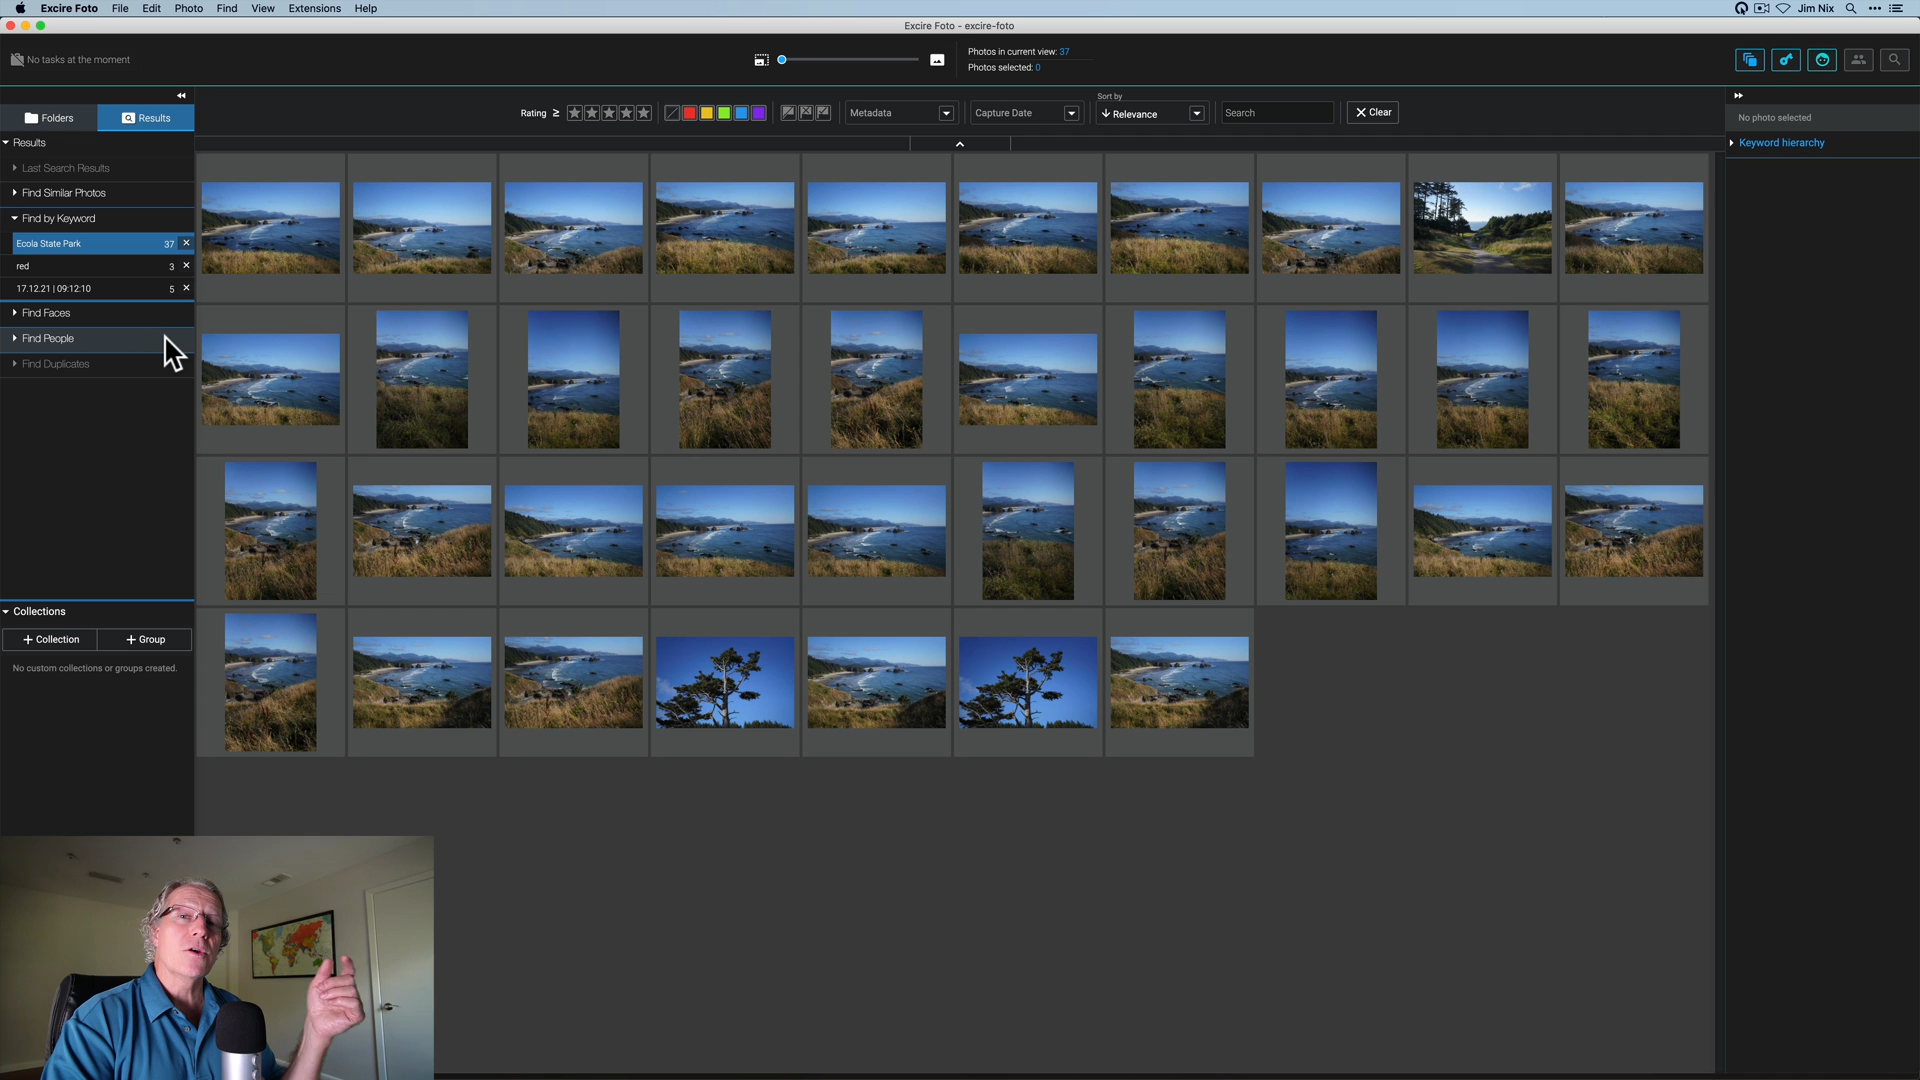 Excire Foto File Edit Photo Find View Extensions Help Jim Nix
Excire Foto - excire-foto
No tasks at the moment
Photos in current view: 37
Photos selected: 0
Folders Results
Rating ≥ Metadata Capture Date Sort by Relevance Search Clear
No photo selected
Keyword hierarchy
Results
Last Search Results
Find Similar Photos
Find by Keyword
Ecola State Park 37
red 3
17.12.21 | 09:12:10 5
Find Faces
Find People
Find Duplicates
Collections
+ Collection + Group
No custom collections or groups created.